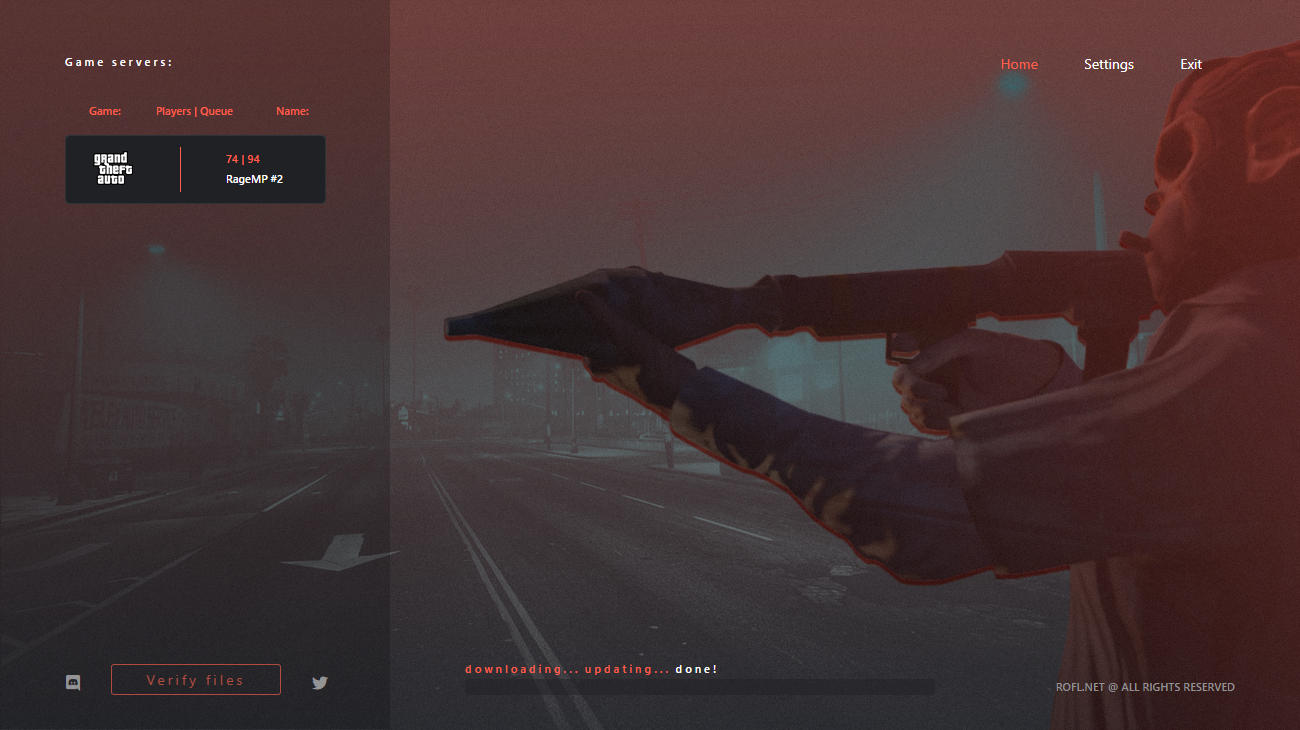 Game servers:
Home Settings Exit
Game: Players | Queue Name:
grand
theft
auto
74 | 94
RageMP #2
downloading... updating... done!
Verify files
ROFL.NET @ ALL RIGHTS RESERVED